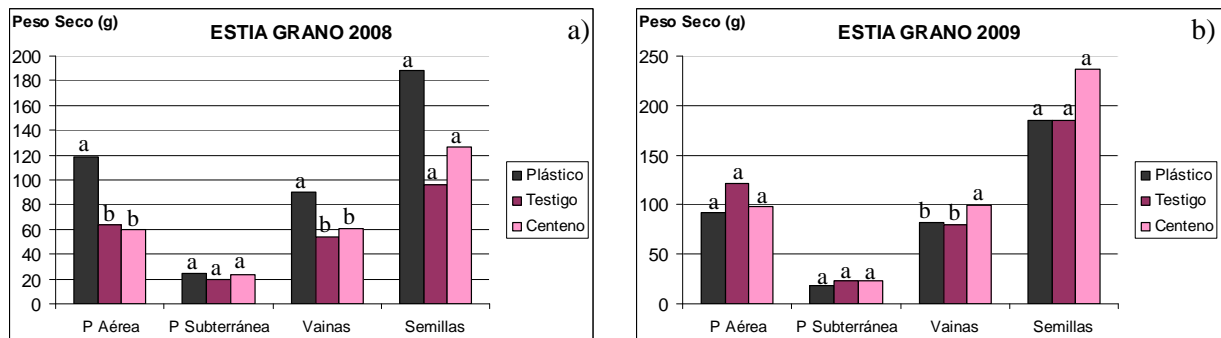 Peso Seco (g)
ESTIA GRANO 2008
a)
200
180
160
140
120
100
80
60
40
20
0
a
b
b
a
a
a
a
b
b
a
a
a
P Aérea
P Subterránea
Vainas
Semillas
Plástico
Testigo
Centeno
Peso Seco (g)
ESTIA GRANO 2009
b)
250
200
150
100
50
0
a
a
a
a
a
a
b
b
a
a
a
a
P Aérea
P Subterránea
Vainas
Semillas
Plástico
Testigo
Centeno